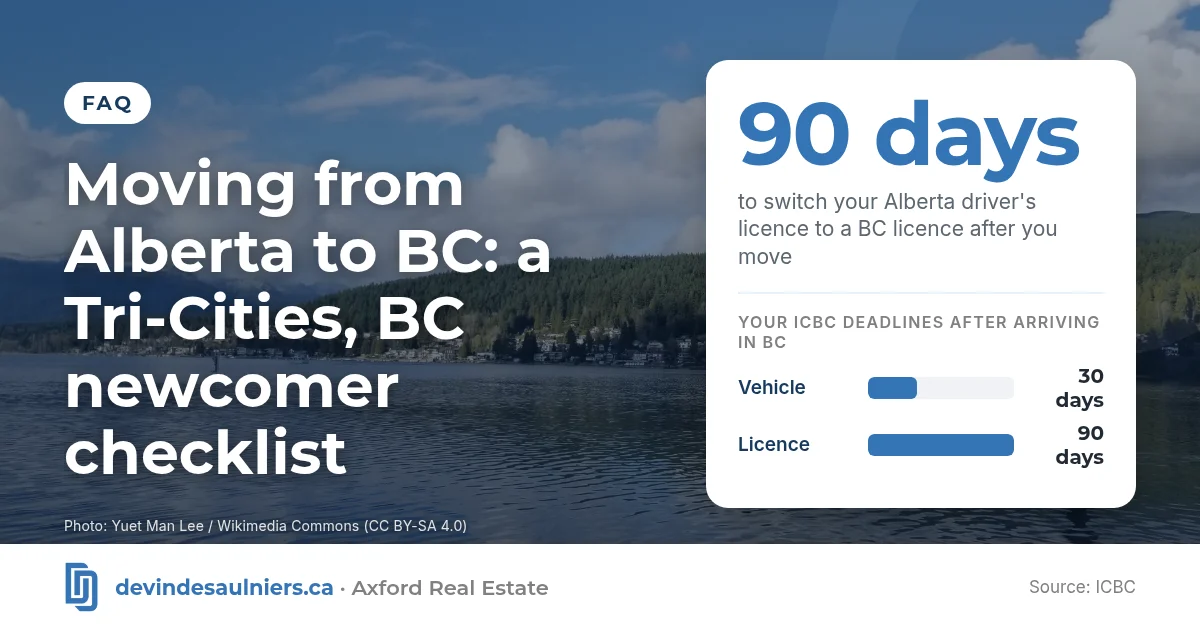 FAQ
Moving from
Alberta to BC: a
Tri-Cities, BC
newcomer
checklist
Photo: Yuet Man Lee / Wikimedia Commons (CC BY-SA 4.0)
90 days
to switch your Alberta driver's
licence to a BC licence after you
move
YOUR ICBC DEADLINES AFTER ARRIVING
IN BC
Vehicle
30
days
Licence
90
days
devindesaulniers.ca · Axford Real Estate
Source: ICBC